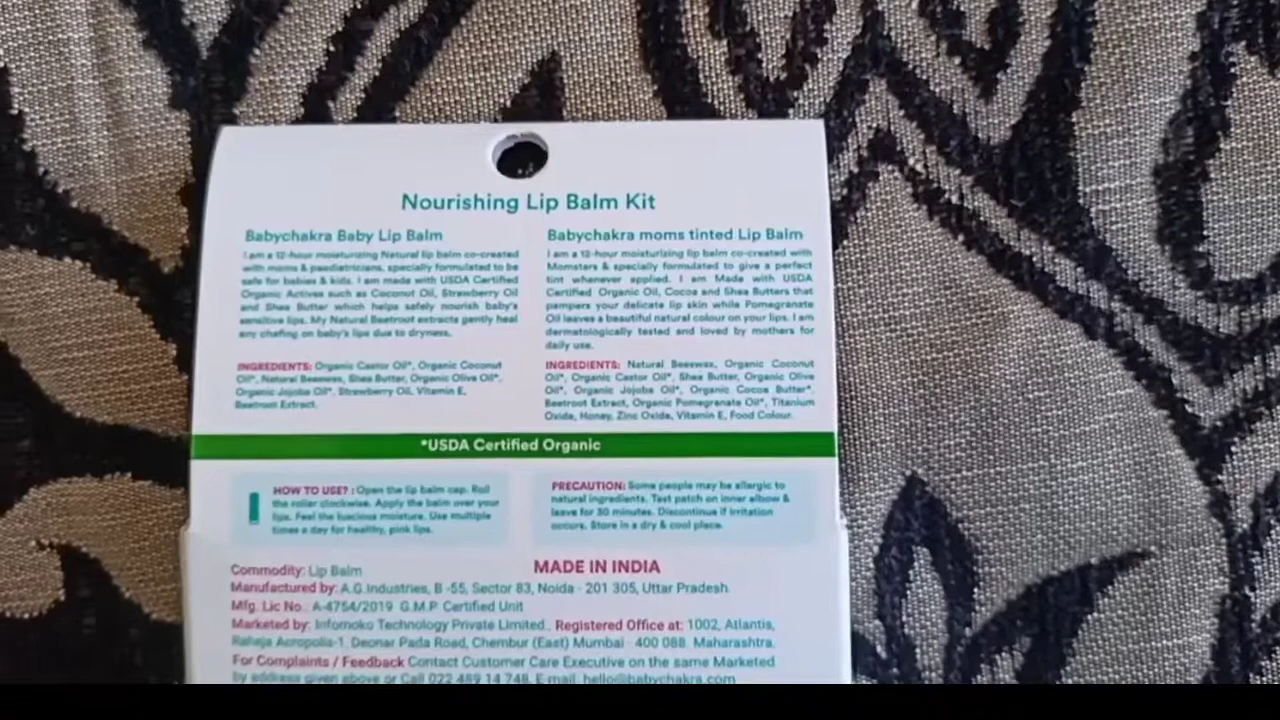 Nourishing Lip Balm Kit
Babychakra Baby Lip Balm
I am a 12-hour moisturizing Natural lip balm co-created
with moms & paediatricians, specially formulated to be
safe for babies & kids. I am made with USDA Certified
Organic Actives such as Coconut Oil, Strawberry Oil
and Shea Butter which helps safely nourish baby's
sensitive lips. My Natural Beetroot extracts gently heal
any chafing on baby's lips due to dryness.
INGREDIENTS: Organic Castor Oil*, Organic Coconut
Oil*, Natural Beeswax, Shea Butter, Organic Olive Oil*,
Organic Jojoba Oil*, Strawberry Oil, Vitamin E,
Beetroot Extract.
Babychakra moms tinted Lip Balm
I am a 12-hour moisturizing lip balm co-created with
Momsters & specially formulated to give a perfect
tint whenever applied. I am Made with USDA
Certified Organic Oil, Cocoa and Shea Butters that
pampers your delicate lip skin while Pomegranate
Oil leaves a beautiful natural colour on your lips. I am
dermatologically tested and loved by mothers for
daily use.
INGREDIENTS: Natural Beeswax, Organic Coconut
Oil*, Organic Castor Oil*, Shea Butter, Organic Olive
Oil*, Organic Jojoba Oil*, Organic Cocoa Butter*,
Beetroot Extract, Organic Pomegranate Oil*, Titanium
Oxide, Honey, Zinc Oxide, Vitamin E, Food Colour.
*USDA Certified Organic
HOW TO USE? : Open the lip balm cap. Roll
the roller clockwise. Apply the balm over your
lips. Feel the luscious moisture. Use multiple
times a day for healthy, pink lips.
PRECAUTION: Some people may be allergic to
natural ingredients. Test patch on inner elbow &
leave for 30 minutes. Discontinue if irritation
occurs. Store in a dry & cool place.
Commodity: Lip Balm
MADE IN INDIA
Manufactured by: A.G.Industries, B -55, Sector 83, Noida - 201 305, Uttar Pradesh.
Mfg. Lic No.: A-4754/2019 G.M.P. Certified Unit
Marketed by: Infomoko Technology Private Limited., Registered Office at: 1002, Atlantis,
Raheja Acropolis-1, Deonar Pada Road, Chembur (East) Mumbai - 400 088. Maharashtra.
For Complaints / Feedback Contact Customer Care Executive on the same Marketed
by address given above or Call 022 489 14 748, E-mail. hello@babychakra.com